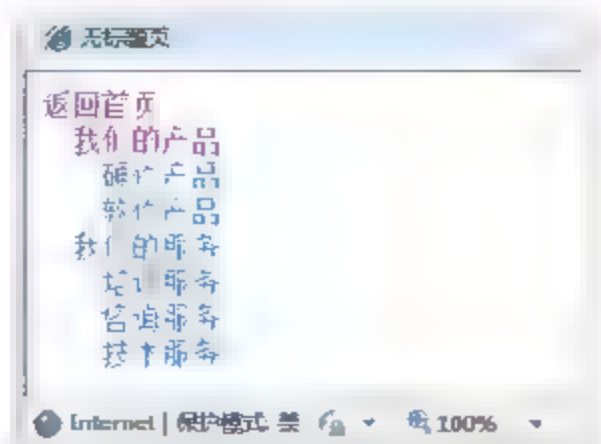 无标题页
返回首页
我们的产品
硬件产品
软件产品
我们的服务
培训服务
咨询服务
技术服务
Internet | 保护模式: 禁 100%